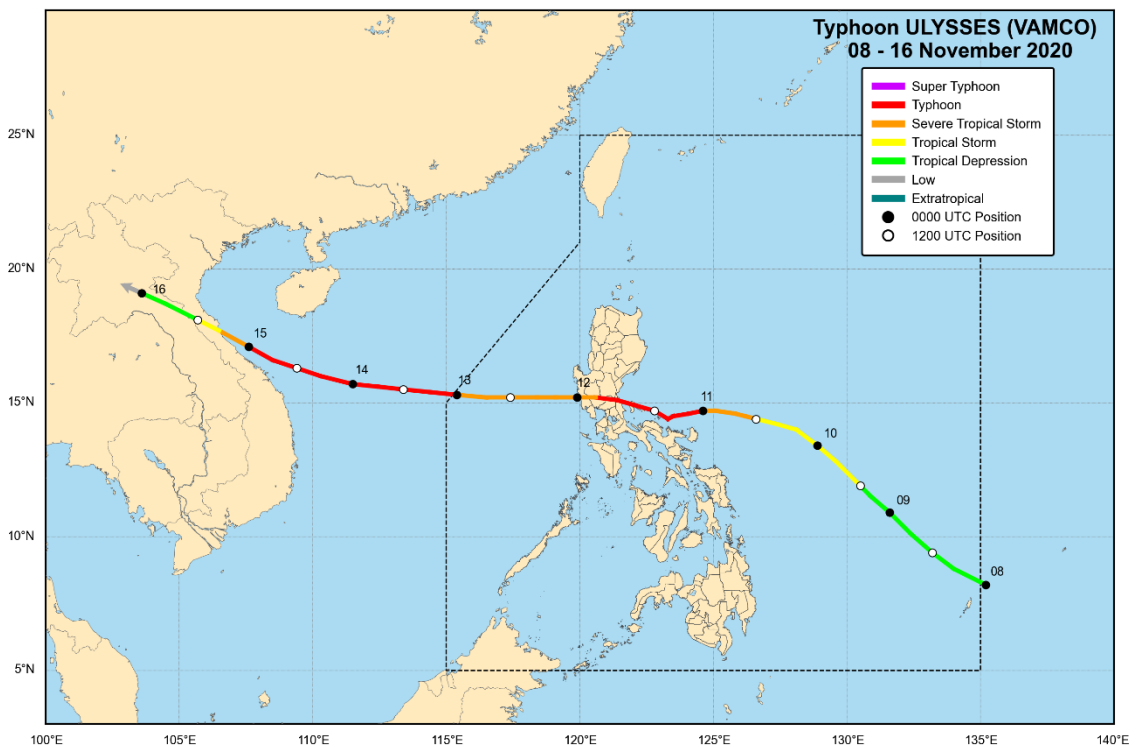 Typhoon ULYSSES (VAMCO)
08 - 16 November 2020
Super Typhoon
Typhoon
Severe Tropical Storm
Tropical Storm
Tropical Depression
Low
Extratropical
0000 UTC Position
1200 UTC Position
25°N
20°N
15°N
10°N
5°N
16
15
14
13
12
11
10
09
08
100°E
105°E
110°E
115°E
120°E
125°E
130°E
135°E
140°E